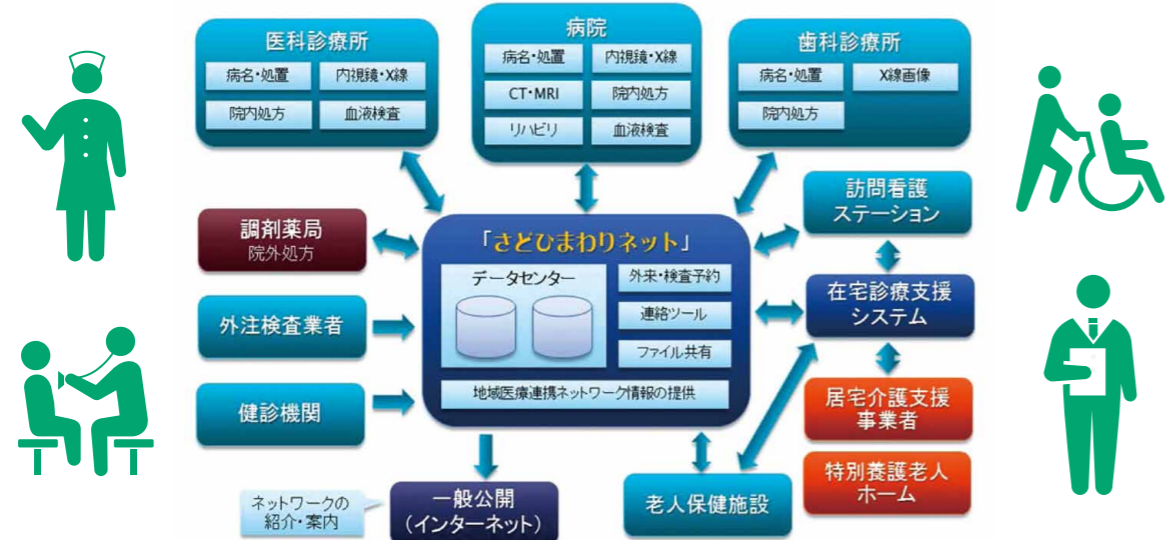 医科診療所
病名・処置
内視鏡・X線
院内処方
血液検査
病院
病名・処置
内視鏡・X線
CT・MRI
院内処方
リハビリ
血液検査
歯科診療所
病名・処置
X線画像
院内処方
調剤薬局
院外処方
外注検査業者
健診機関
「さどひまわりネット」
データセンター
外来・検査予約
連絡ツール
ファイル共有
地域医療連携ネットワーク情報の提供
訪問看護
ステーション
在宅診療支援
システム
居宅介護支援
事業者
特別養護老人
ホーム
ネットワークの
紹介・案内
一般公開
（インターネット）
老人保健施設